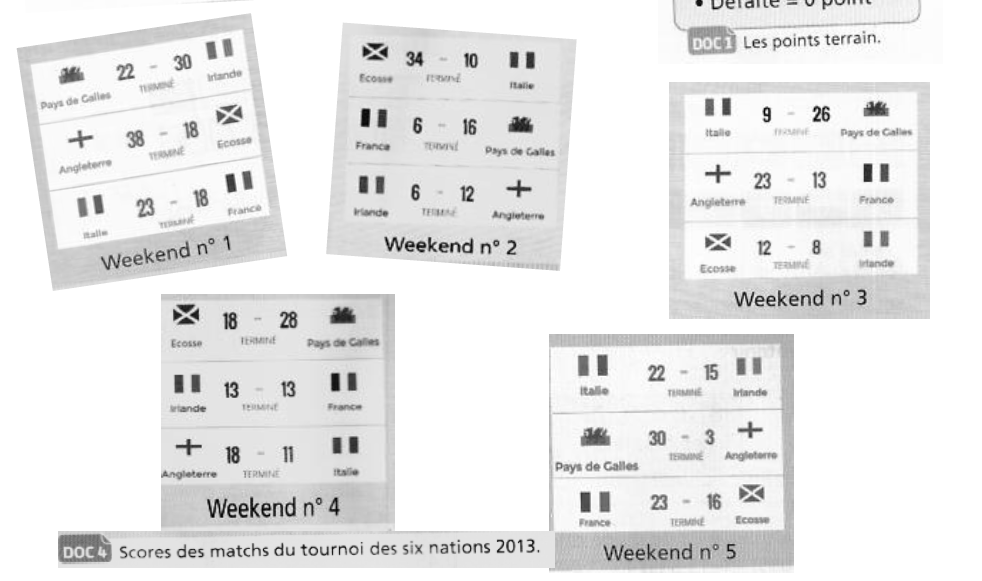 • Défaite = 0 point
DOC 1 Les points terrain.
Pays de Galles 22 - 30 Irlande
TERMINÉ
Angleterre 38 - 18 Ecosse
TERMINÉ
Italie 23 - 18 France
TERMINÉ
Weekend n° 1
Ecosse 34 - 10 Italie
TERMINÉ
France 6 - 16 Pays de Galles
TERMINÉ
Irlande 6 - 12 Angleterre
TERMINÉ
Weekend n° 2
Italie 9 - 26 Pays de Galles
TERMINÉ
Angleterre 23 - 13 France
TERMINÉ
Ecosse 12 - 8 Irlande
TERMINÉ
Weekend n° 3
Ecosse 18 - 28 Pays de Galles
TERMINÉ
Irlande 13 - 13 France
TERMINÉ
Angleterre 18 - 11 Italie
TERMINÉ
Weekend n° 4
Italie 22 - 15 Irlande
TERMINÉ
Pays de Galles 30 - 3 Angleterre
TERMINÉ
France 23 - 16 Ecosse
TERMINÉ
Weekend n° 5
DOC 4 Scores des matchs du tournoi des six nations 2013.